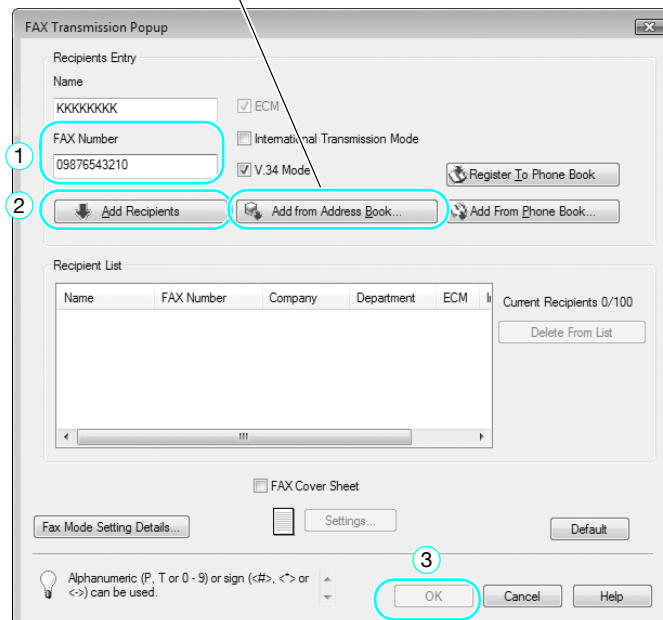 FAX Transmission Popup
Recipients Entry
Name
KKKKKKKK
ECM
1
FAX Number
International Transmission Mode
09876543210
V.34 Mode
Register To Phone Book
2
Add Recipients
Add from Address Book...
Add From Phone Book...
Recipient List
Name FAX Number Company Department ECM
Current Recipients 0/100
Delete From List
FAX Cover Sheet
Fax Mode Setting Details...
Settings...
Default
3
Alphanumeric (P, T or 0 - 9) or sign (<#>, <*> or
<-> ) can be used.
OK
Cancel
Help